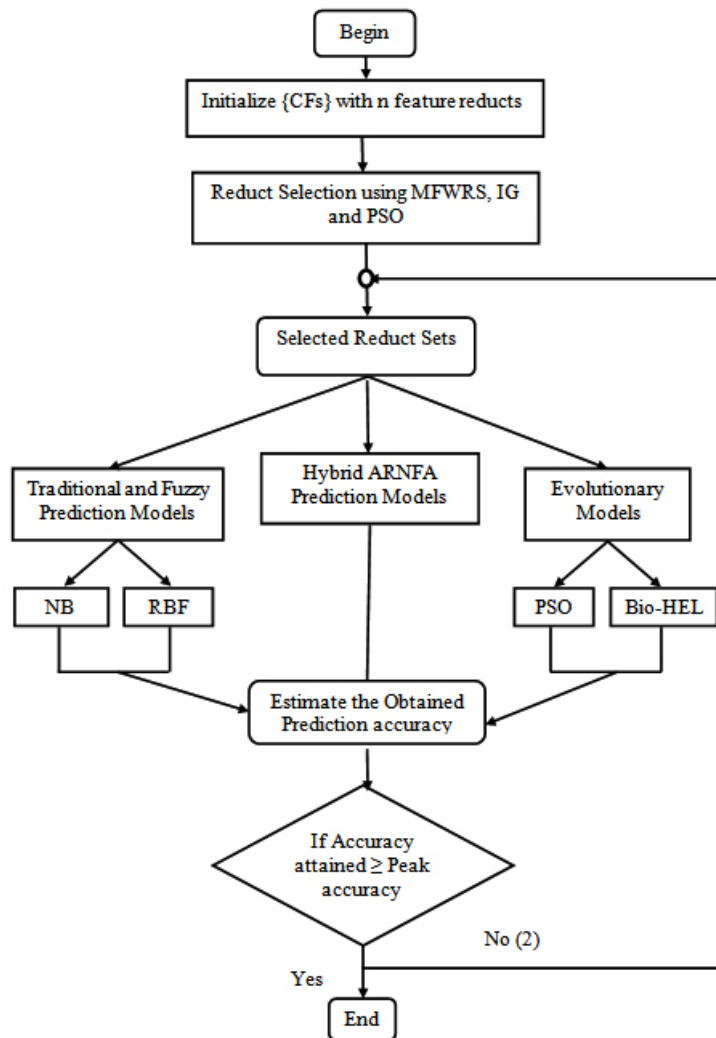 Begin
Initialize {CFs} with n feature reducts
Reduct Selection using MFWRS, IG
and PSO
Selected Reduct Sets
Traditional and Fuzzy
Prediction Models
Hybrid ARNFA
Prediction Models
Evolutionary
Models
NB
RBF
PSO
Bio-HEL
Estimate the Obtained
Prediction accuracy
If Accuracy
attained ≥ Peak
accuracy
No (2)
Yes
End